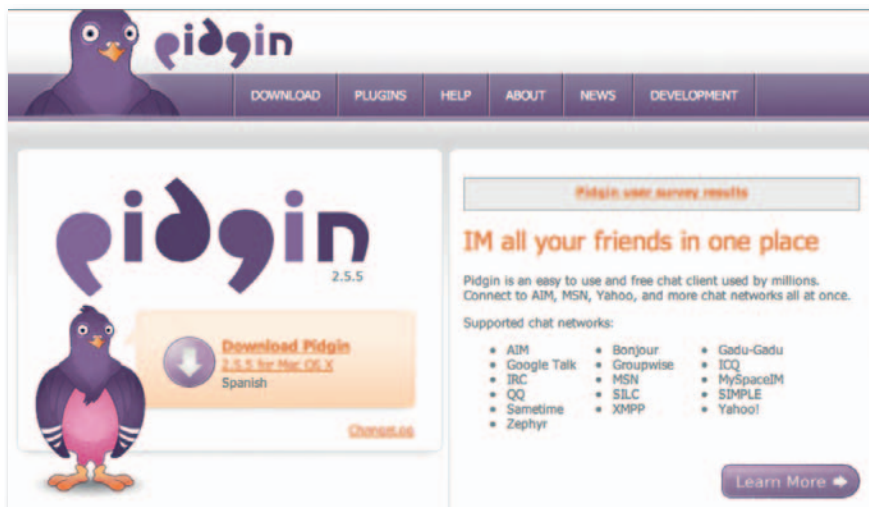 pidgin
DOWNLOAD PLUGINS HELP ABOUT NEWS DEVELOPMENT
pidgin
2.5.5
Download Pidgin
2.5.5 for Mac OS X
Spanish
ChangeLog
Pidgin user survey results
IM all your friends in one place
Pidgin is an easy to use and free chat client used by millions.
Connect to AIM, MSN, Yahoo, and more chat networks all at once.
Supported chat networks:
• AIM • Bonjour • Gadu-Gadu
• Google Talk • Groupwise • ICQ
• IRC • MSN • MySpaceIM
• QQ • SILC • SIMPLE
• Sametime • XMPP • Yahoo!
• Zephyr
Learn More